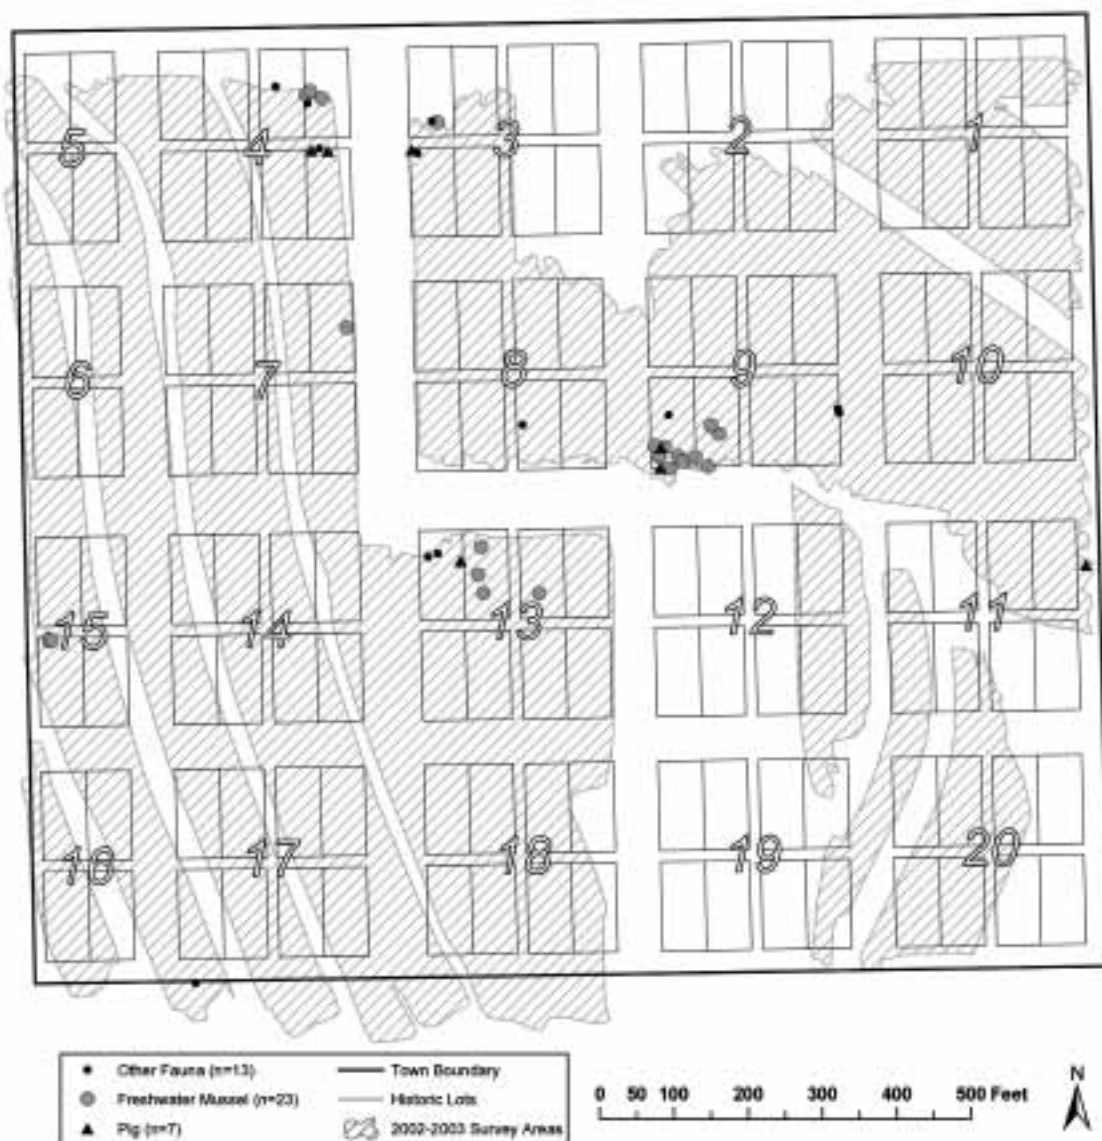 5 4 3 2 1
6 7 8 9 10
15 14 13 12 11
16 17 18 19 20
Other Fauna (n=13)
Freshwater Mussel (n=23)
Pig (n=7)
Town Boundary
Historic Lots
2002-2003 Survey Areas
0 50 100 200 300 400 500 Feet
N